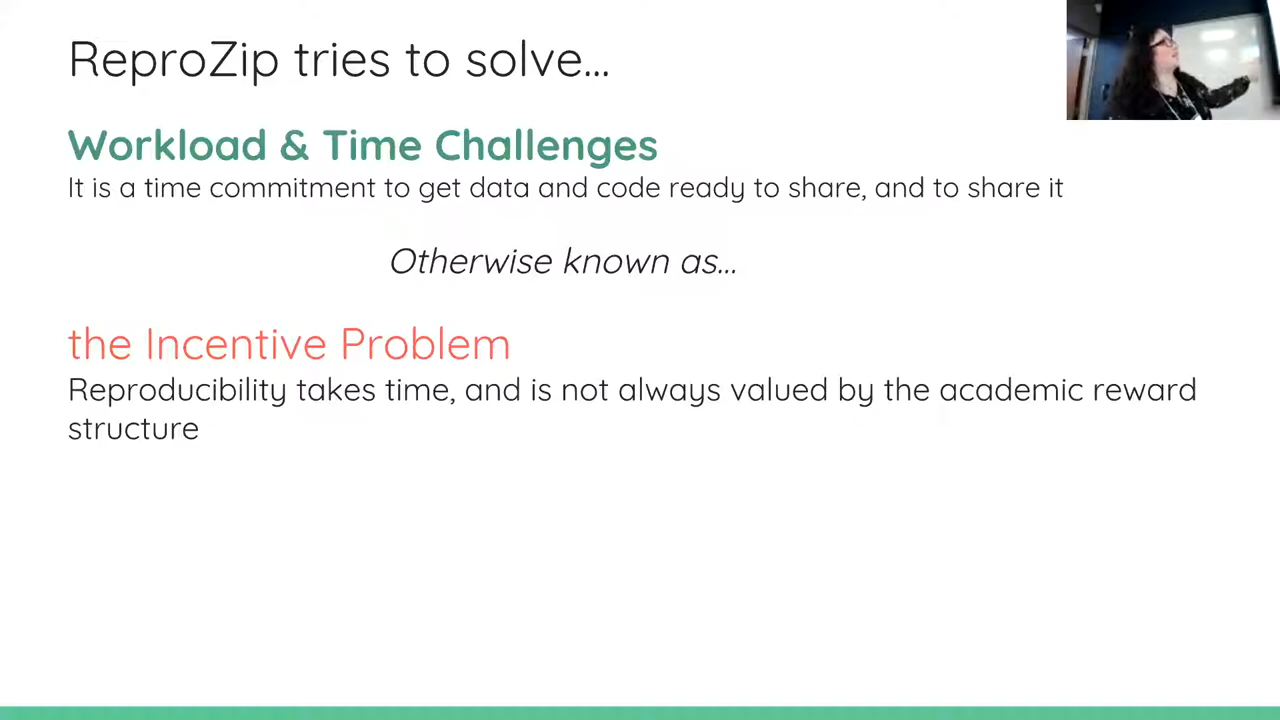 ReproZip tries to solve...
Workload & Time Challenges
It is a time commitment to get data and code ready to share, and to share it
Otherwise known as...
the Incentive Problem
Reproducibility takes time, and is not always valued by the academic reward
structure